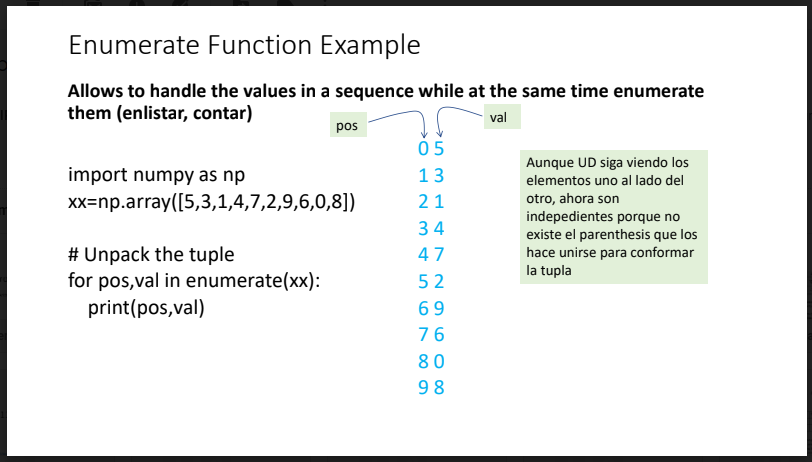 Enumerate Function Example
Allows to handle the values in a sequence while at the same time enumerate
them (enlistar, contar)
pos
val
import numpy as np
xx=np.array([5,3,1,4,7,2,9,6,0,8])
# Unpack the tuple
for pos,val in enumerate(xx):
    print(pos,val)
0 5
1 3
2 1
3 4
4 7
5 2
6 9
7 6
8 0
9 8
Aunque UD siga viendo los
elementos uno al lado del
otro, ahora son
indepedientes porque no
existe el parenthesis que los
hace unirse para conformar
la tupla